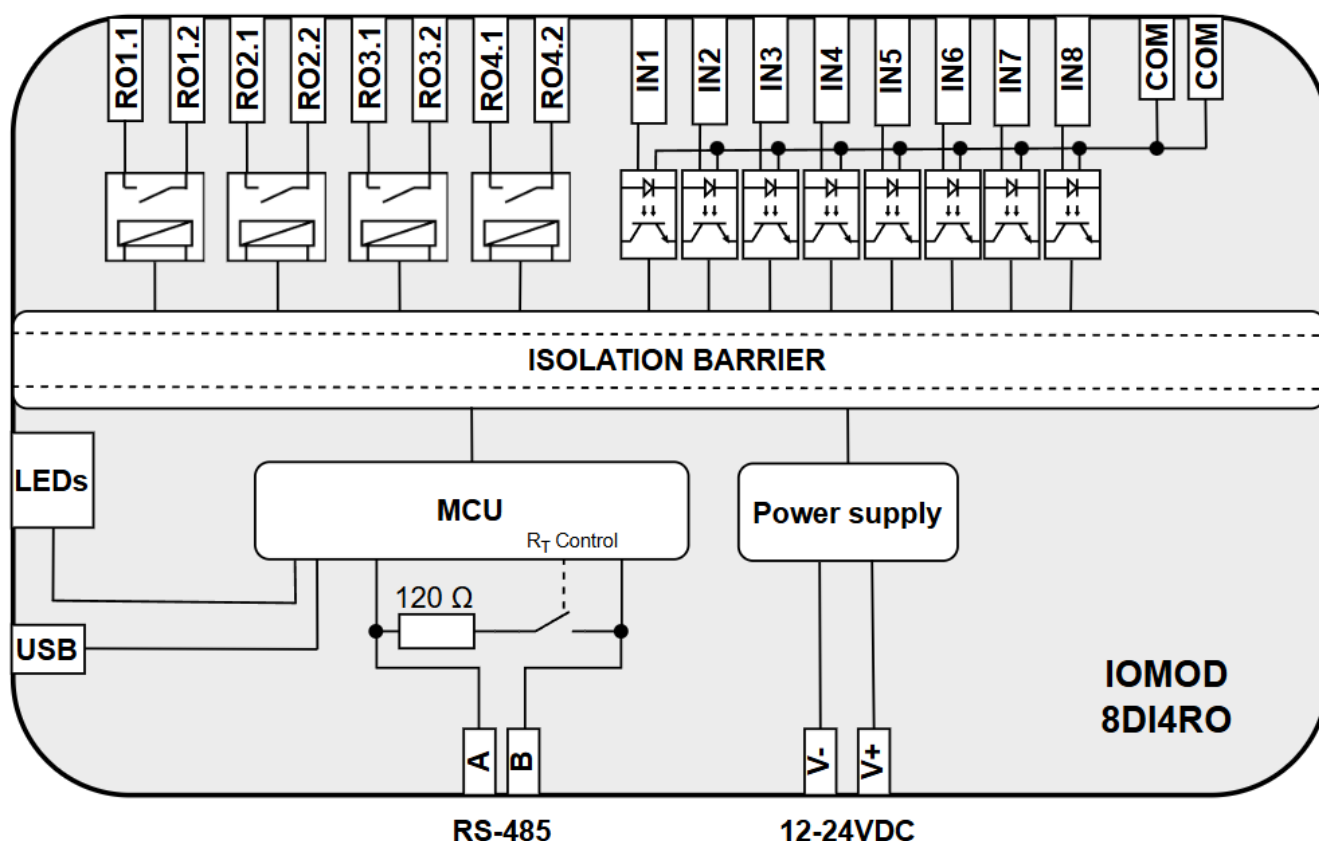 RO1.1
RO1.2
RO2.1
RO2.2
RO3.1
RO3.2
RO4.1
RO4.2
IN1
IN2
IN3
IN4
IN5
IN6
IN7
IN8
COM
COM
ISOLATION BARRIER
LEDs
MCU
R_T Control
Power supply
120 Ω
USB
IOMOD
8DI4RO
A
B
V-
V+
RS-485
12-24VDC